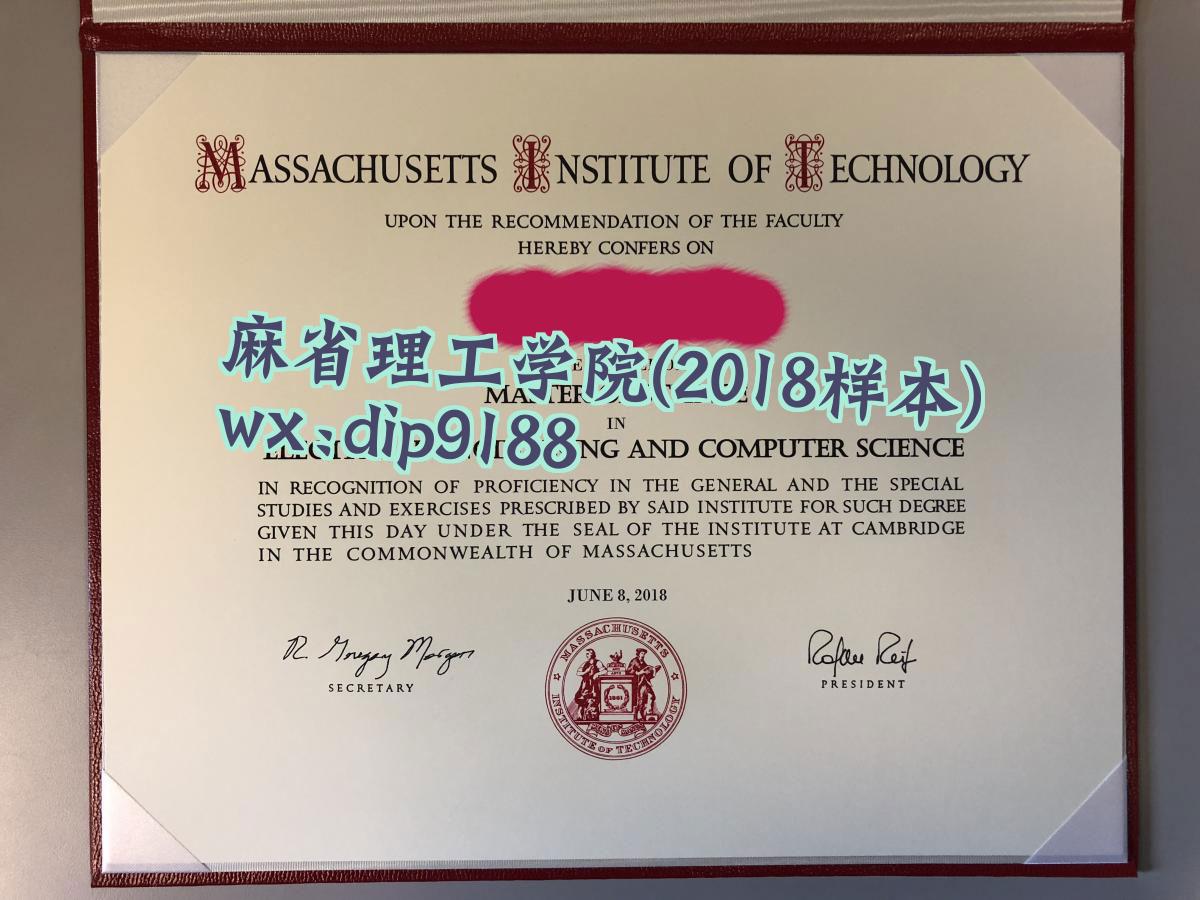 MASSACHUSETTS INSTITUTE OF TECHNOLOGY
UPON THE RECOMMENDATION OF THE FACULTY
HEREBY CONFERS ON
麻省理工学院(2018样本)
MASTER
IN
wx:dip9188
AND COMPUTER SCIENCE
IN RECOGNITION OF PROFICIENCY IN THE GENERAL AND THE SPECIAL
STUDIES AND EXERCISES PRESCRIBED BY SAID INSTITUTE FOR SUCH DEGREE
GIVEN THIS DAY UNDER THE SEAL OF THE INSTITUTE AT CAMBRIDGE
IN THE COMMONWEALTH OF MASSACHUSETTS
JUNE 8, 2018
R. Gregory Morgan
SECRETARY
Rafael Reif
PRESIDENT
MASSACHUSETTS
INSTITUTE OF TECHNOLOGY
1861